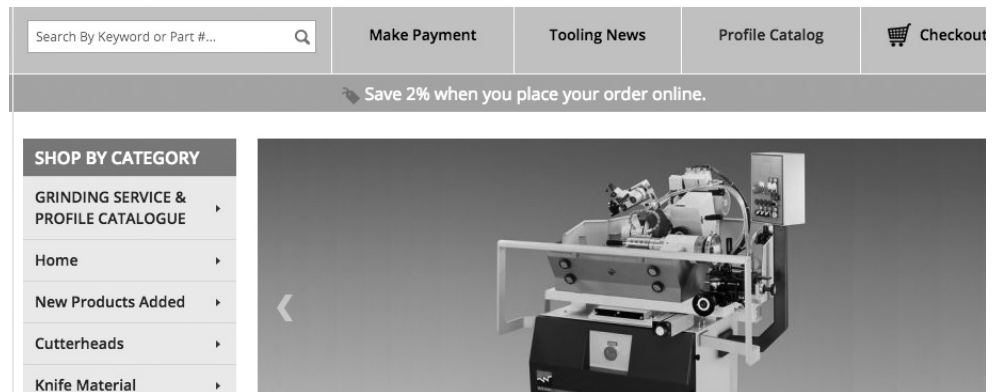 Search By Keyword or Part #...
Make Payment
Tooling News
Profile Catalog
Checkout
Save 2% when you place your order online.
SHOP BY CATEGORY
GRINDING SERVICE &
PROFILE CATALOGUE
Home
New Products Added
Cutterheads
Knife Material